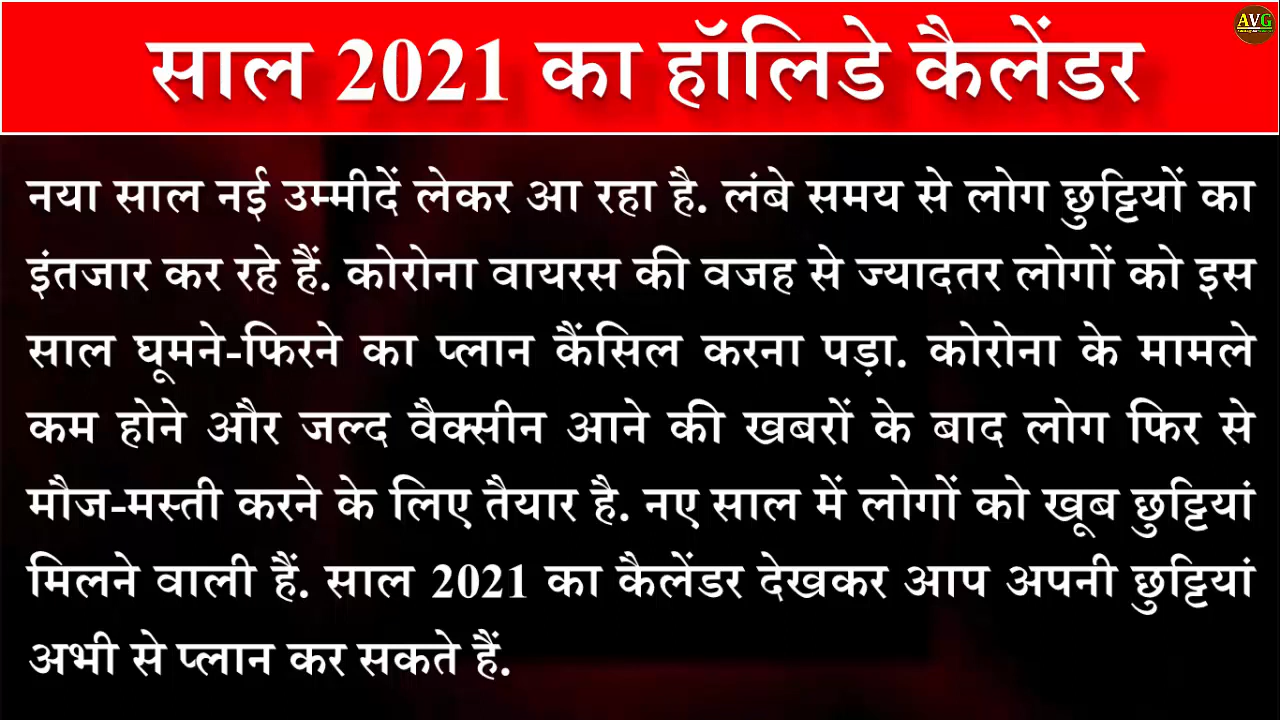 AVG
साल 2021 का हॉलिडे कैलेंडर
नया साल नई उम्मीदें लेकर आ रहा है. लंबे समय से लोग छुट्टियों का
इंतजार कर रहे हैं. कोरोना वायरस की वजह से ज्यादतर लोगों को इस
साल घूमने-फिरने का प्लान कैंसिल करना पड़ा. कोरोना के मामले
कम होने और जल्द वैक्सीन आने की खबरों के बाद लोग फिर से
मौज-मस्ती करने के लिए तैयार है. नए साल में लोगों को खूब छुट्टियां
मिलने वाली हैं. साल 2021 का कैलेंडर देखकर आप अपनी छुट्टियां
अभी से प्लान कर सकते हैं.